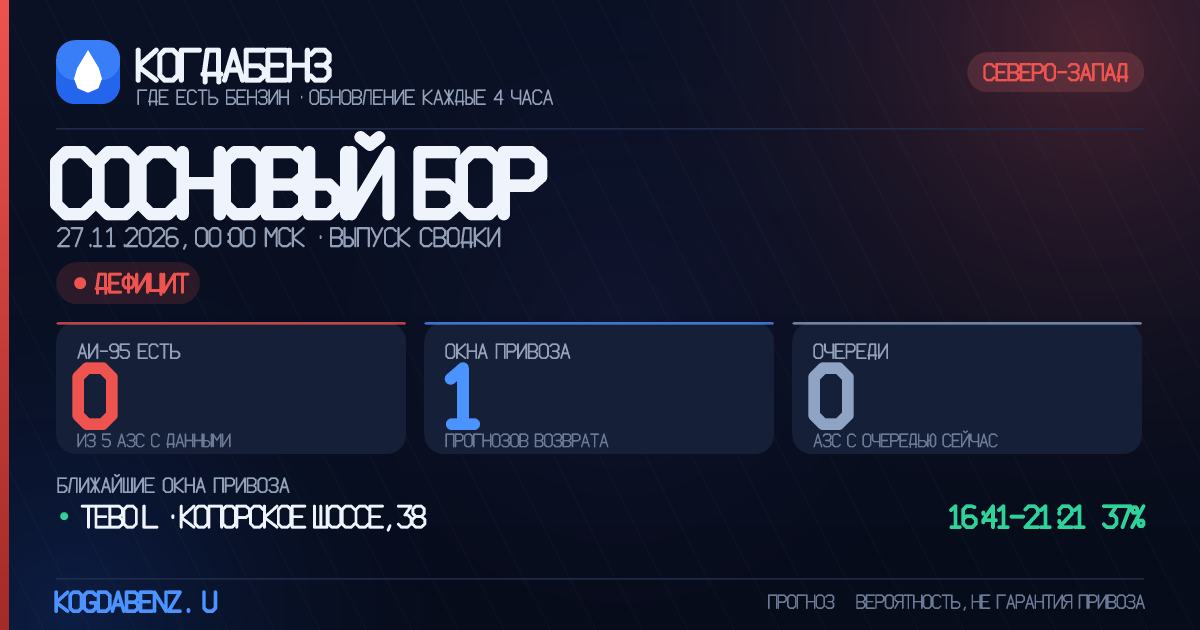 КОГДАБЕНЗ
ГДЕ ЕСТЬ БЕНЗИН · ОБНОВЛЕНИЕ КАЖДЫЕ 4 ЧАСА
СЕВЕРО-ЗАПАД
СОСНОВЫЙ БОР
27.11 2026, 00:00 МСК · ВЫПУСК СВОДКИ
• ДЕФИЦИТ
АИ-95 ЕСТЬ
0
ИЗ 5 АЗС С ДАННЫМИ
ОКНА ПРИВОЗА
1
ПРОГНОЗОВ ВОЗВРАТА
ОЧЕРЕДИ
0
АЗС С ОЧЕРЕДЬЮ СЕЙЧАС
БЛИЖАЙШИЕ ОКНА ПРИВОЗА
• TEBO L · КОПОРСКОЕ ШОССЕ, 38
16:41-21:21 37%
KOGDABENZ. U
ПРОГНОЗ ВЕРОЯТНОСТЬ, НЕ ГАРАНТИЯ ПРИВОЗА